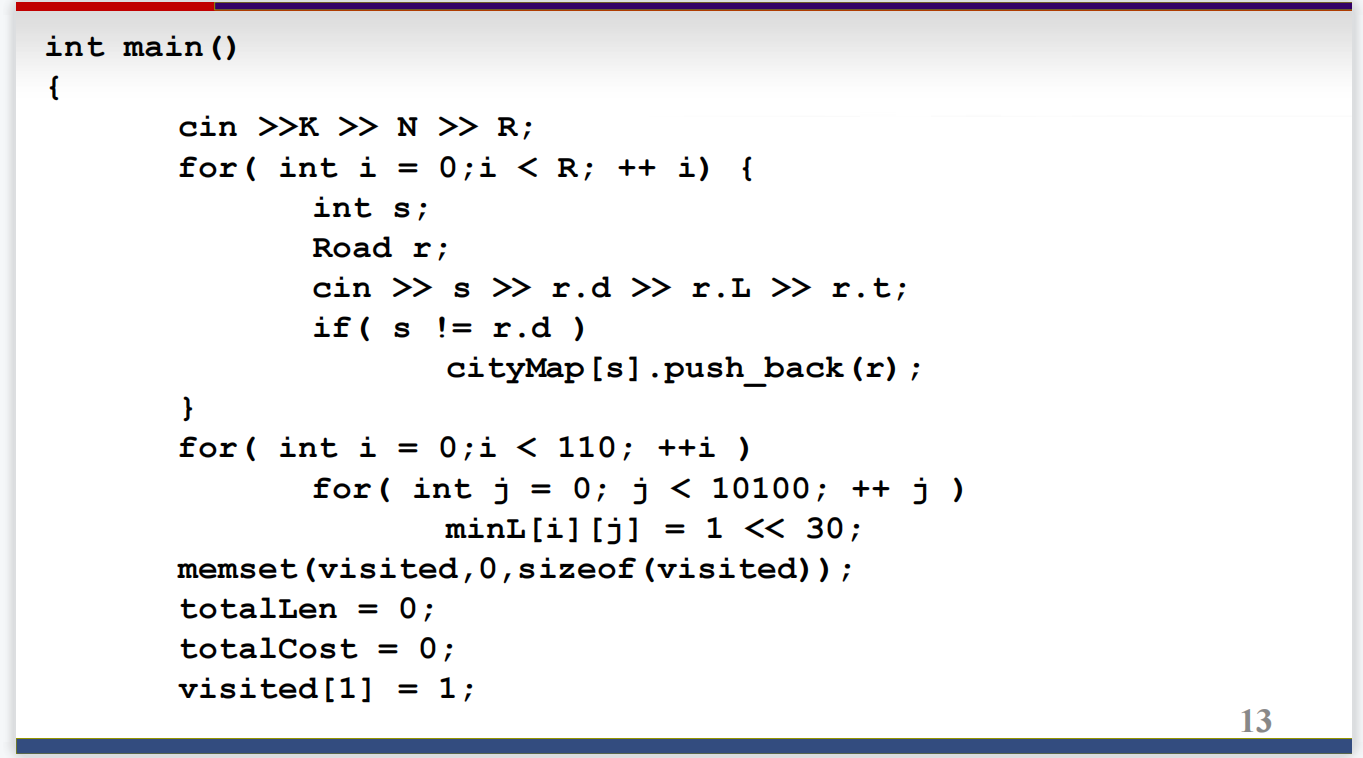 int main()
{
cin >>K >> N >> R;
for( int i = 0;i < R; ++ i) {
int s;
Road r;
cin >> s >> r.d >> r.L >> r.t;
if( s != r.d )
cityMap[s].push_back(r);
}
for( int i = 0;i < 110; ++i )
for( int j = 0; j < 10100; ++ j )
minL[i][j] = 1 << 30;
memset(visited,0,sizeof(visited));
totalLen = 0;
totalCost = 0;
visited[1] = 1;
13